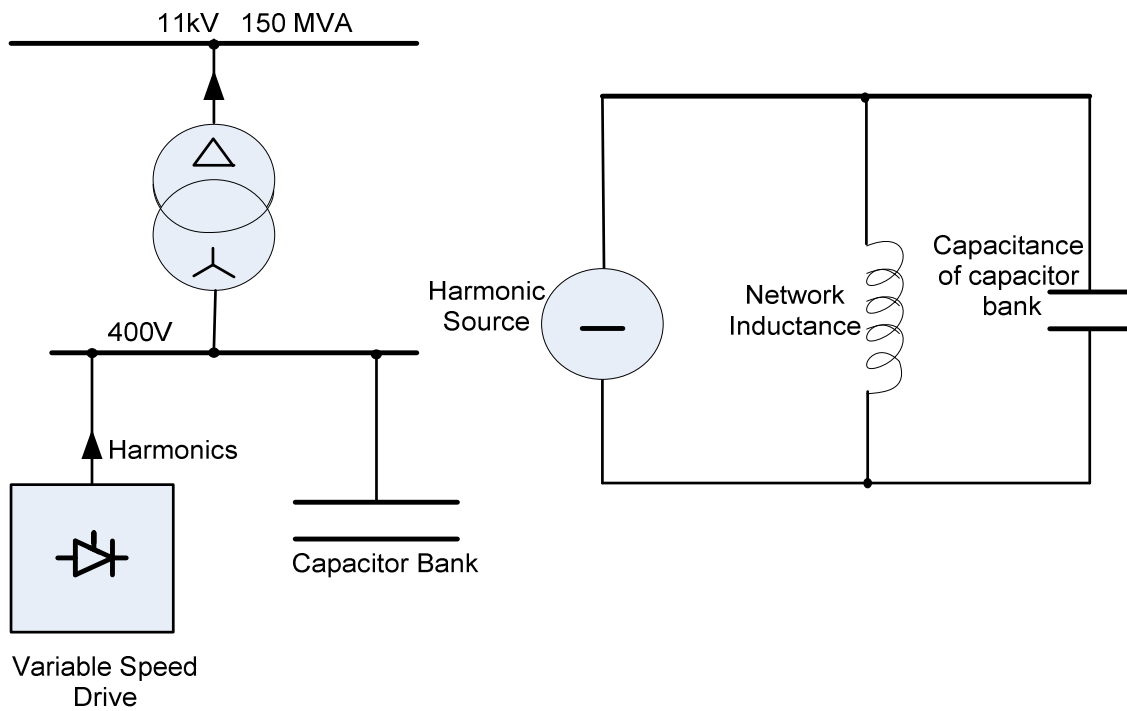 11kV 150 MVA
400V
Harmonics
Capacitor Bank
Variable Speed
Drive
Harmonic
Source
Network
Inductance
Capacitance
of capacitor
bank